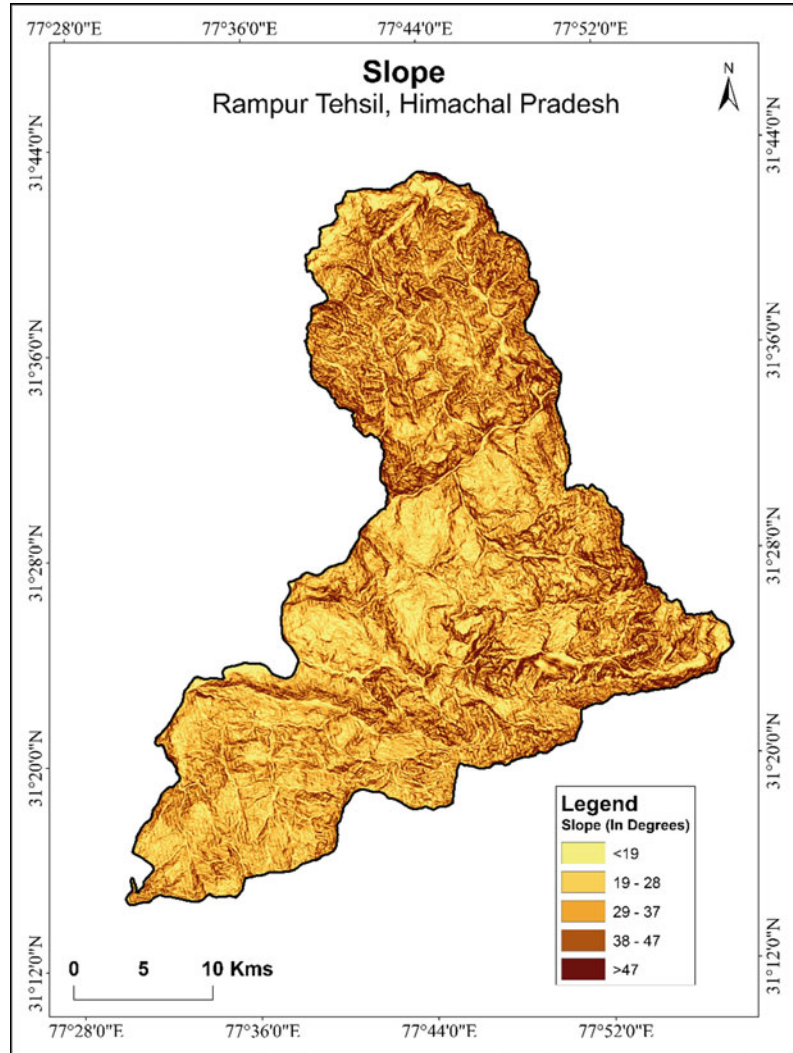 77°28'0"E 77°36'0"E 77°44'0"E 77°52'0"E
Slope
Rampur Tehsil, Himachal Pradesh
N
31°44'0"N
31°44'0"N
31°36'0"N
31°36'0"N
31°28'0"N
31°28'0"N
31°20'0"N
31°20'0"N
31°12'0"N
31°12'0"N
Legend
Slope (In Degrees)
<19
19 - 28
29 - 37
38 - 47
>47
0 5 10 Kms
77°28'0"E 77°36'0"E 77°44'0"E 77°52'0"E